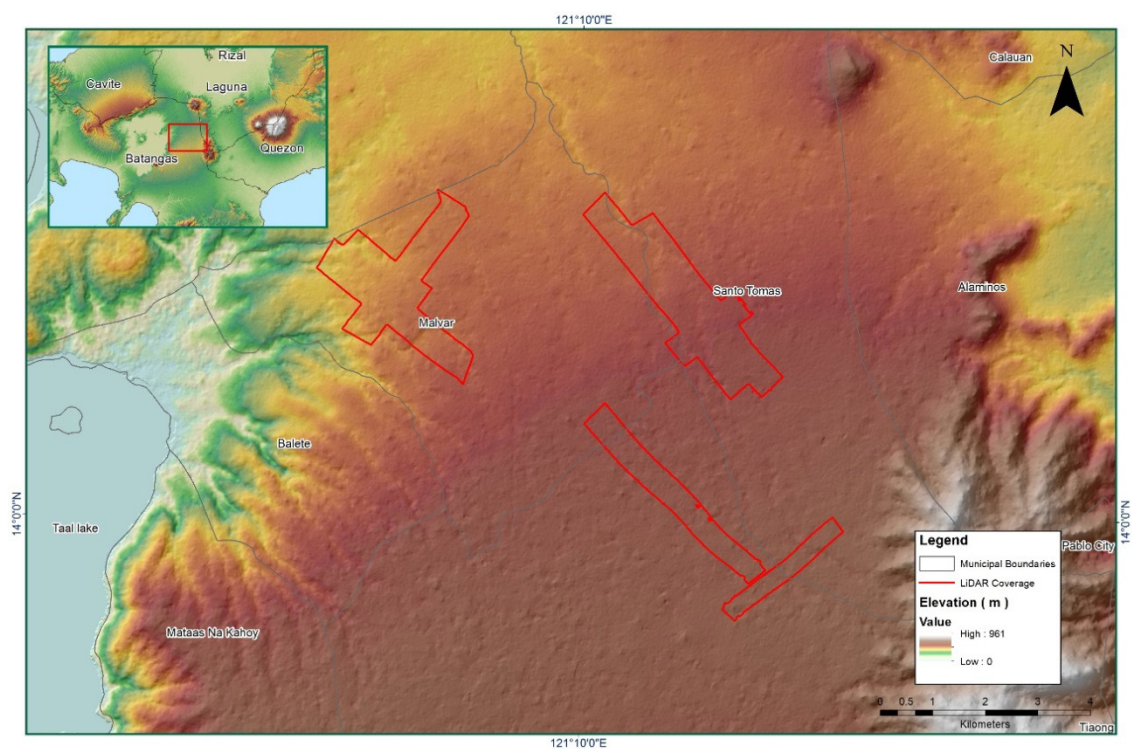 121°10'0"E
Rizal
Cavite
Laguna
Quezon
Batangas
Calauan
N
Santo Tomas
Alaminos
Malvar
Balete
14°0'0"N
Taal lake
14°0'0"N
Mataas Na Kahoy
Pablo City
Legend
Municipal Boundaries
LiDAR Coverage
Elevation ( m )
Value
High : 961
Low : 0
0 0.5 1 2 3 4
Kilometers
Tiaong
121°10'0"E